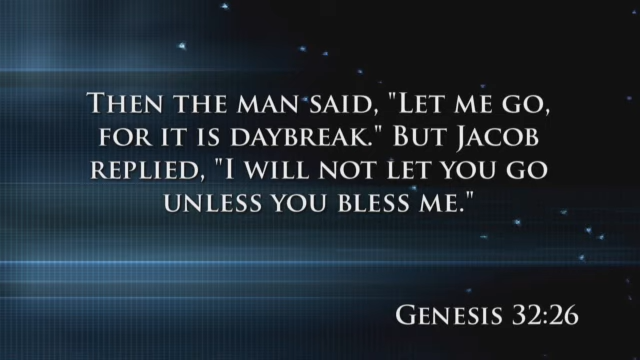 Then the man said, "Let me go,
for it is daybreak." But Jacob
replied, "I will not let you go
unless you bless me."
Genesis 32:26